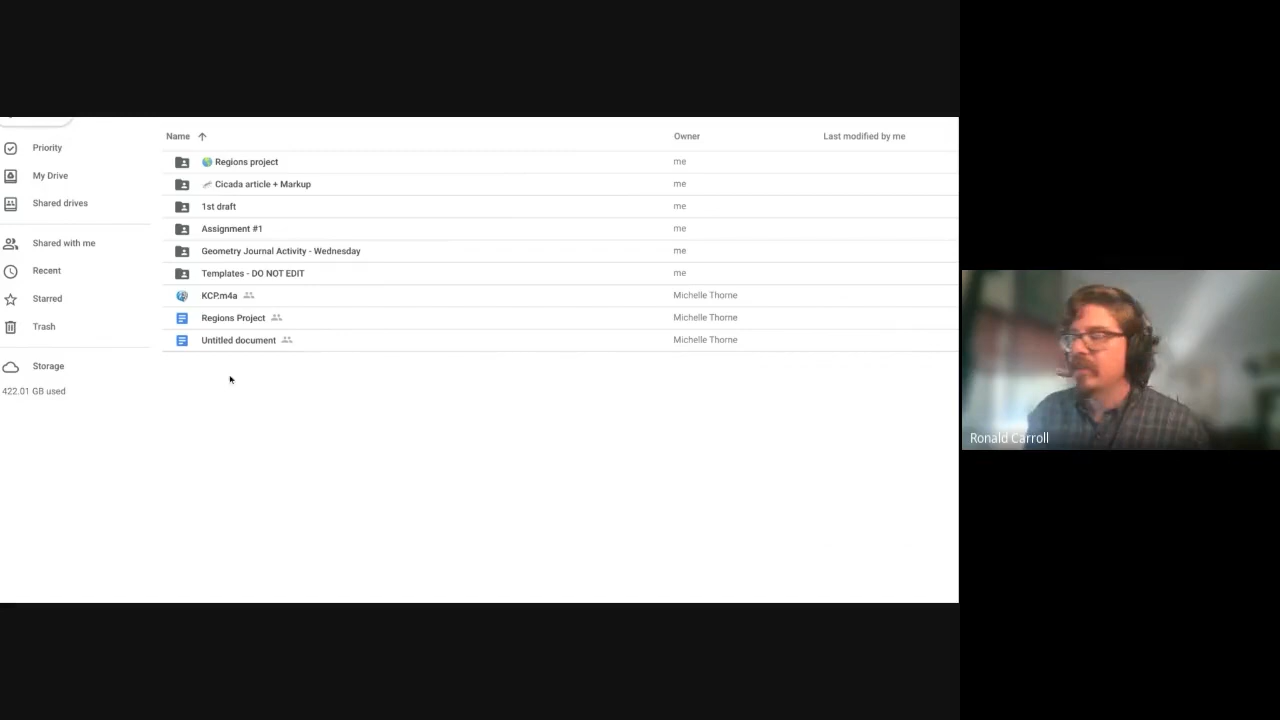 Name Owner Last modified by me
Priority
My Drive
Shared drives
Shared with me
Recent
Starred
Trash
Storage
422.01 GB used
Regions project me
Cicada article + Markup me
1st draft me
Assignment #1 me
Geometry Journal Activity - Wednesday me
Templates - DO NOT EDIT me
KCP.m4a Michelle Thorne
Regions Project Michelle Thorne
Untitled document Michelle Thorne
Ronald Carroll